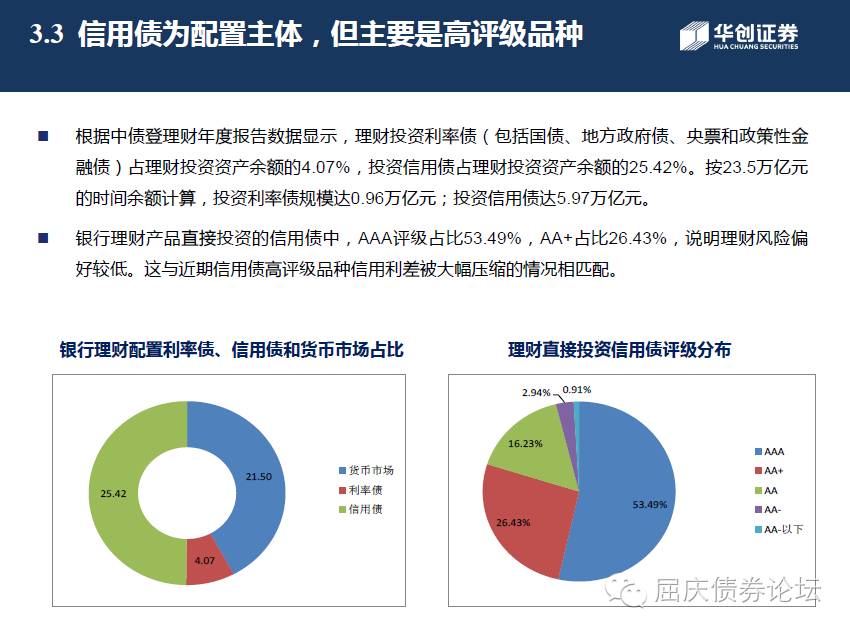 3.3 信用债为配置主体，但主要是高评级品种
华创证券
HUA CHUANG SECURITIES
根据中债登理财年度报告数据显示，理财投资利率债（包括国债、地方政府债、央票和政策性金
融债）占理财投资资产余额的4.07%，投资信用债占理财投资资产余额的25.42%。按23.5万亿元
的时间余额计算，投资利率债规模达0.96万亿元；投资信用债达5.97万亿元。
银行理财产品直接投资的信用债中，AAA评级占比53.49%，AA+占比26.43%，说明理财风险偏
好较低。这与近期信用债高评级品种信用利差被大幅压缩的情况相匹配。
银行理财配置利率债、信用债和货币市场占比
21.50
4.07
25.42
货币市场
利率债
信用债
理财直接投资信用债评级分布
2.94%
0.91%
16.23%
53.49%
26.43%
AAA
AA+
AA
AA-
AA-以下
屈庆债券论坛